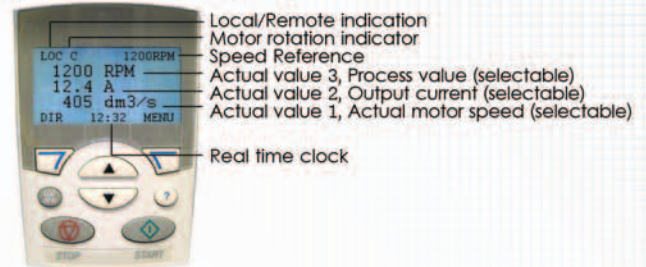 Local/Remote indication
Motor rotation indicator
Speed Reference
Actual value 3, Process value (selectable)
Actual value 2, Output current (selectable)
Actual value 1, Actual motor speed (selectable)
Real time clock
LOC C 1200RPM
1200 RPM
12.4 A
405 dm3/s
DIR 12:32 MENU
?
STOP START